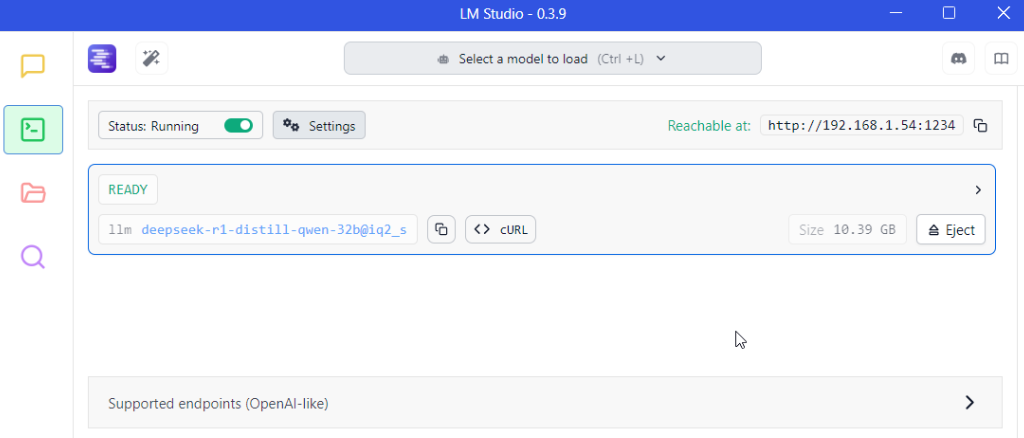 LM Studio - 0.3.9
Select a model to load (Ctrl +L)
Status: Running Settings Reachable at: http://192.168.1.54:1234
READY
llm deepseek-r1-distill-qwen-32b@iq2_s cURL Size 10.39 GB Eject
Supported endpoints (OpenAI-like)